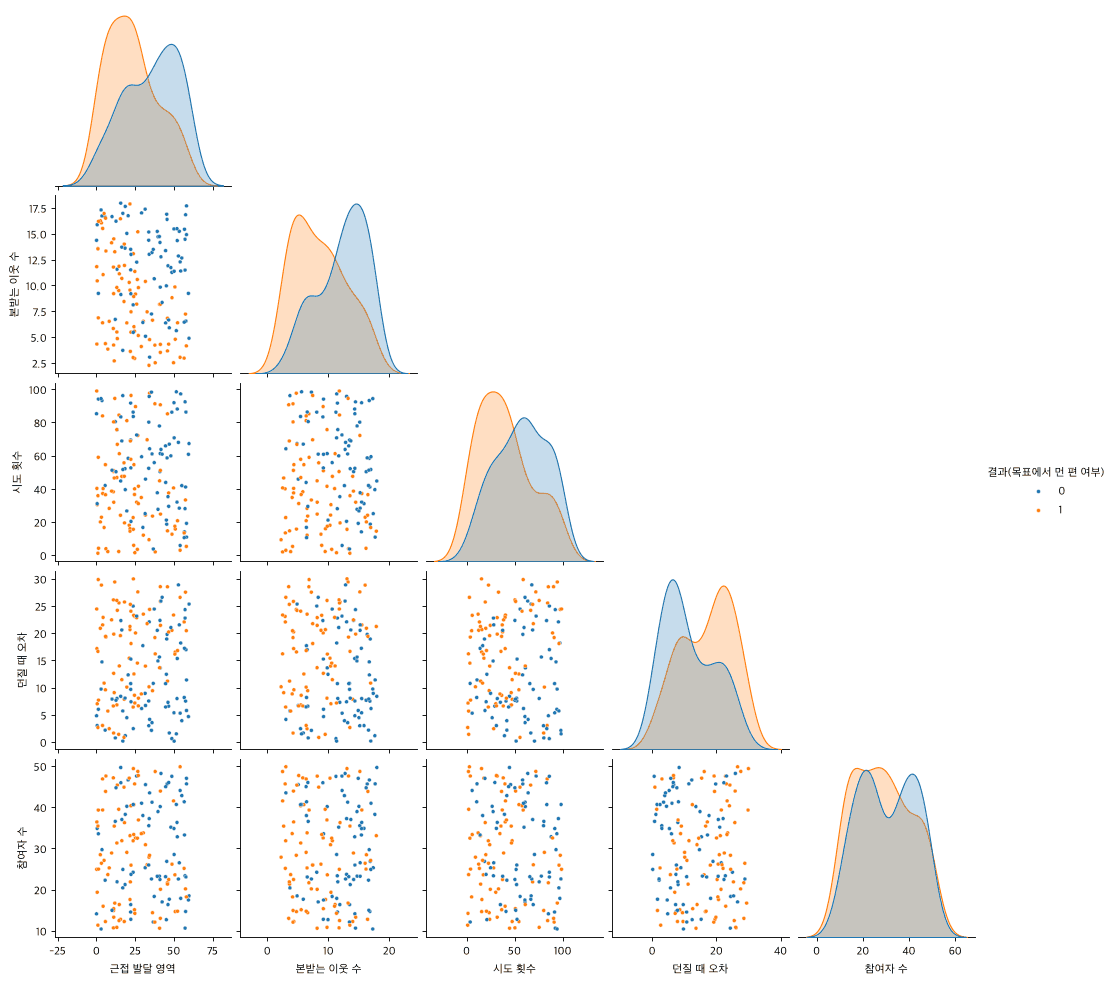 17.5
15.0
12.5
10.0
7.5
5.0
2.5
본받는 이웃 수
100
80
60
40
20
0
시도 횟수
결과(목표에서 먼 편 여부)
0
1
30
25
20
15
10
5
0
던질 때 오차
50
40
30
20
10
참여자 수
-25 0 25 50 75
근접 발달 영역
0 10 20
본받는 이웃 수
0 50 100
시도 횟수
0 20 40
던질 때 오차
0 20 40 60
참여자 수